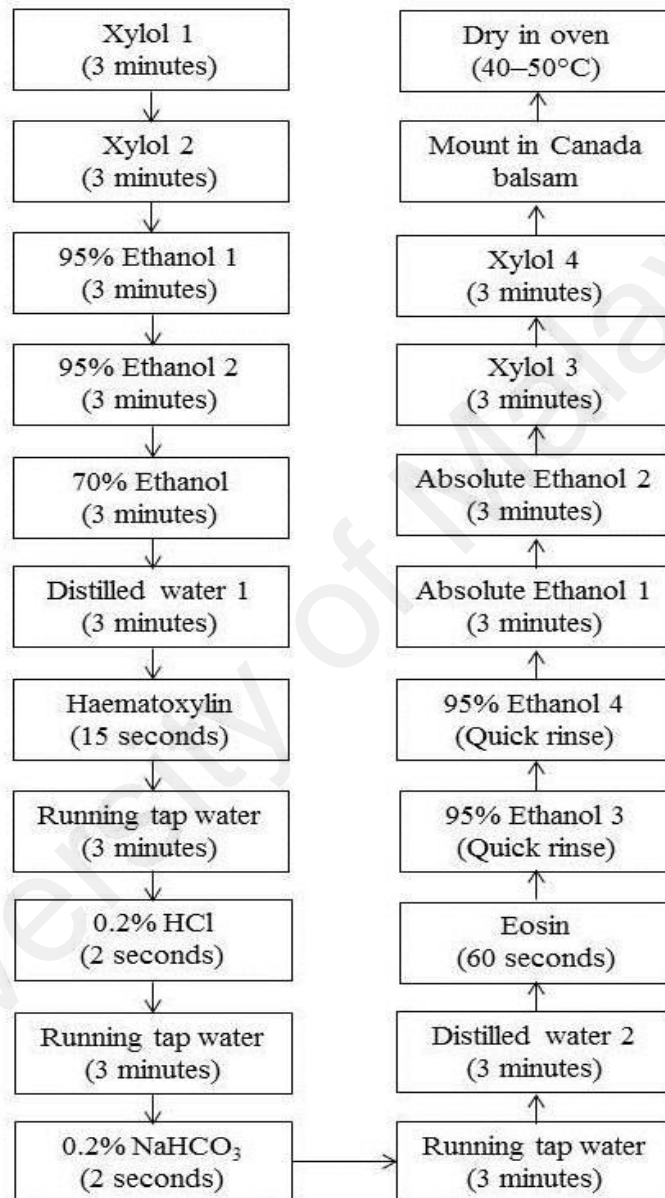 Xylol 1
(3 minutes)
Xylol 2
(3 minutes)
95% Ethanol 1
(3 minutes)
95% Ethanol 2
(3 minutes)
70% Ethanol
(3 minutes)
Distilled water 1
(3 minutes)
Haematoxylin
(15 seconds)
Running tap water
(3 minutes)
0.2% HCl
(2 seconds)
Running tap water
(3 minutes)
0.2% NaHCO₃
(2 seconds)
Running tap water
(3 minutes)
Distilled water 2
(3 minutes)
Eosin
(60 seconds)
95% Ethanol 3
(Quick rinse)
95% Ethanol 4
(Quick rinse)
Absolute Ethanol 1
(3 minutes)
Absolute Ethanol 2
(3 minutes)
Xylol 3
(3 minutes)
Xylol 4
(3 minutes)
Mount in Canada
balsam
Dry in oven
(40–50°C)
versity of Malay